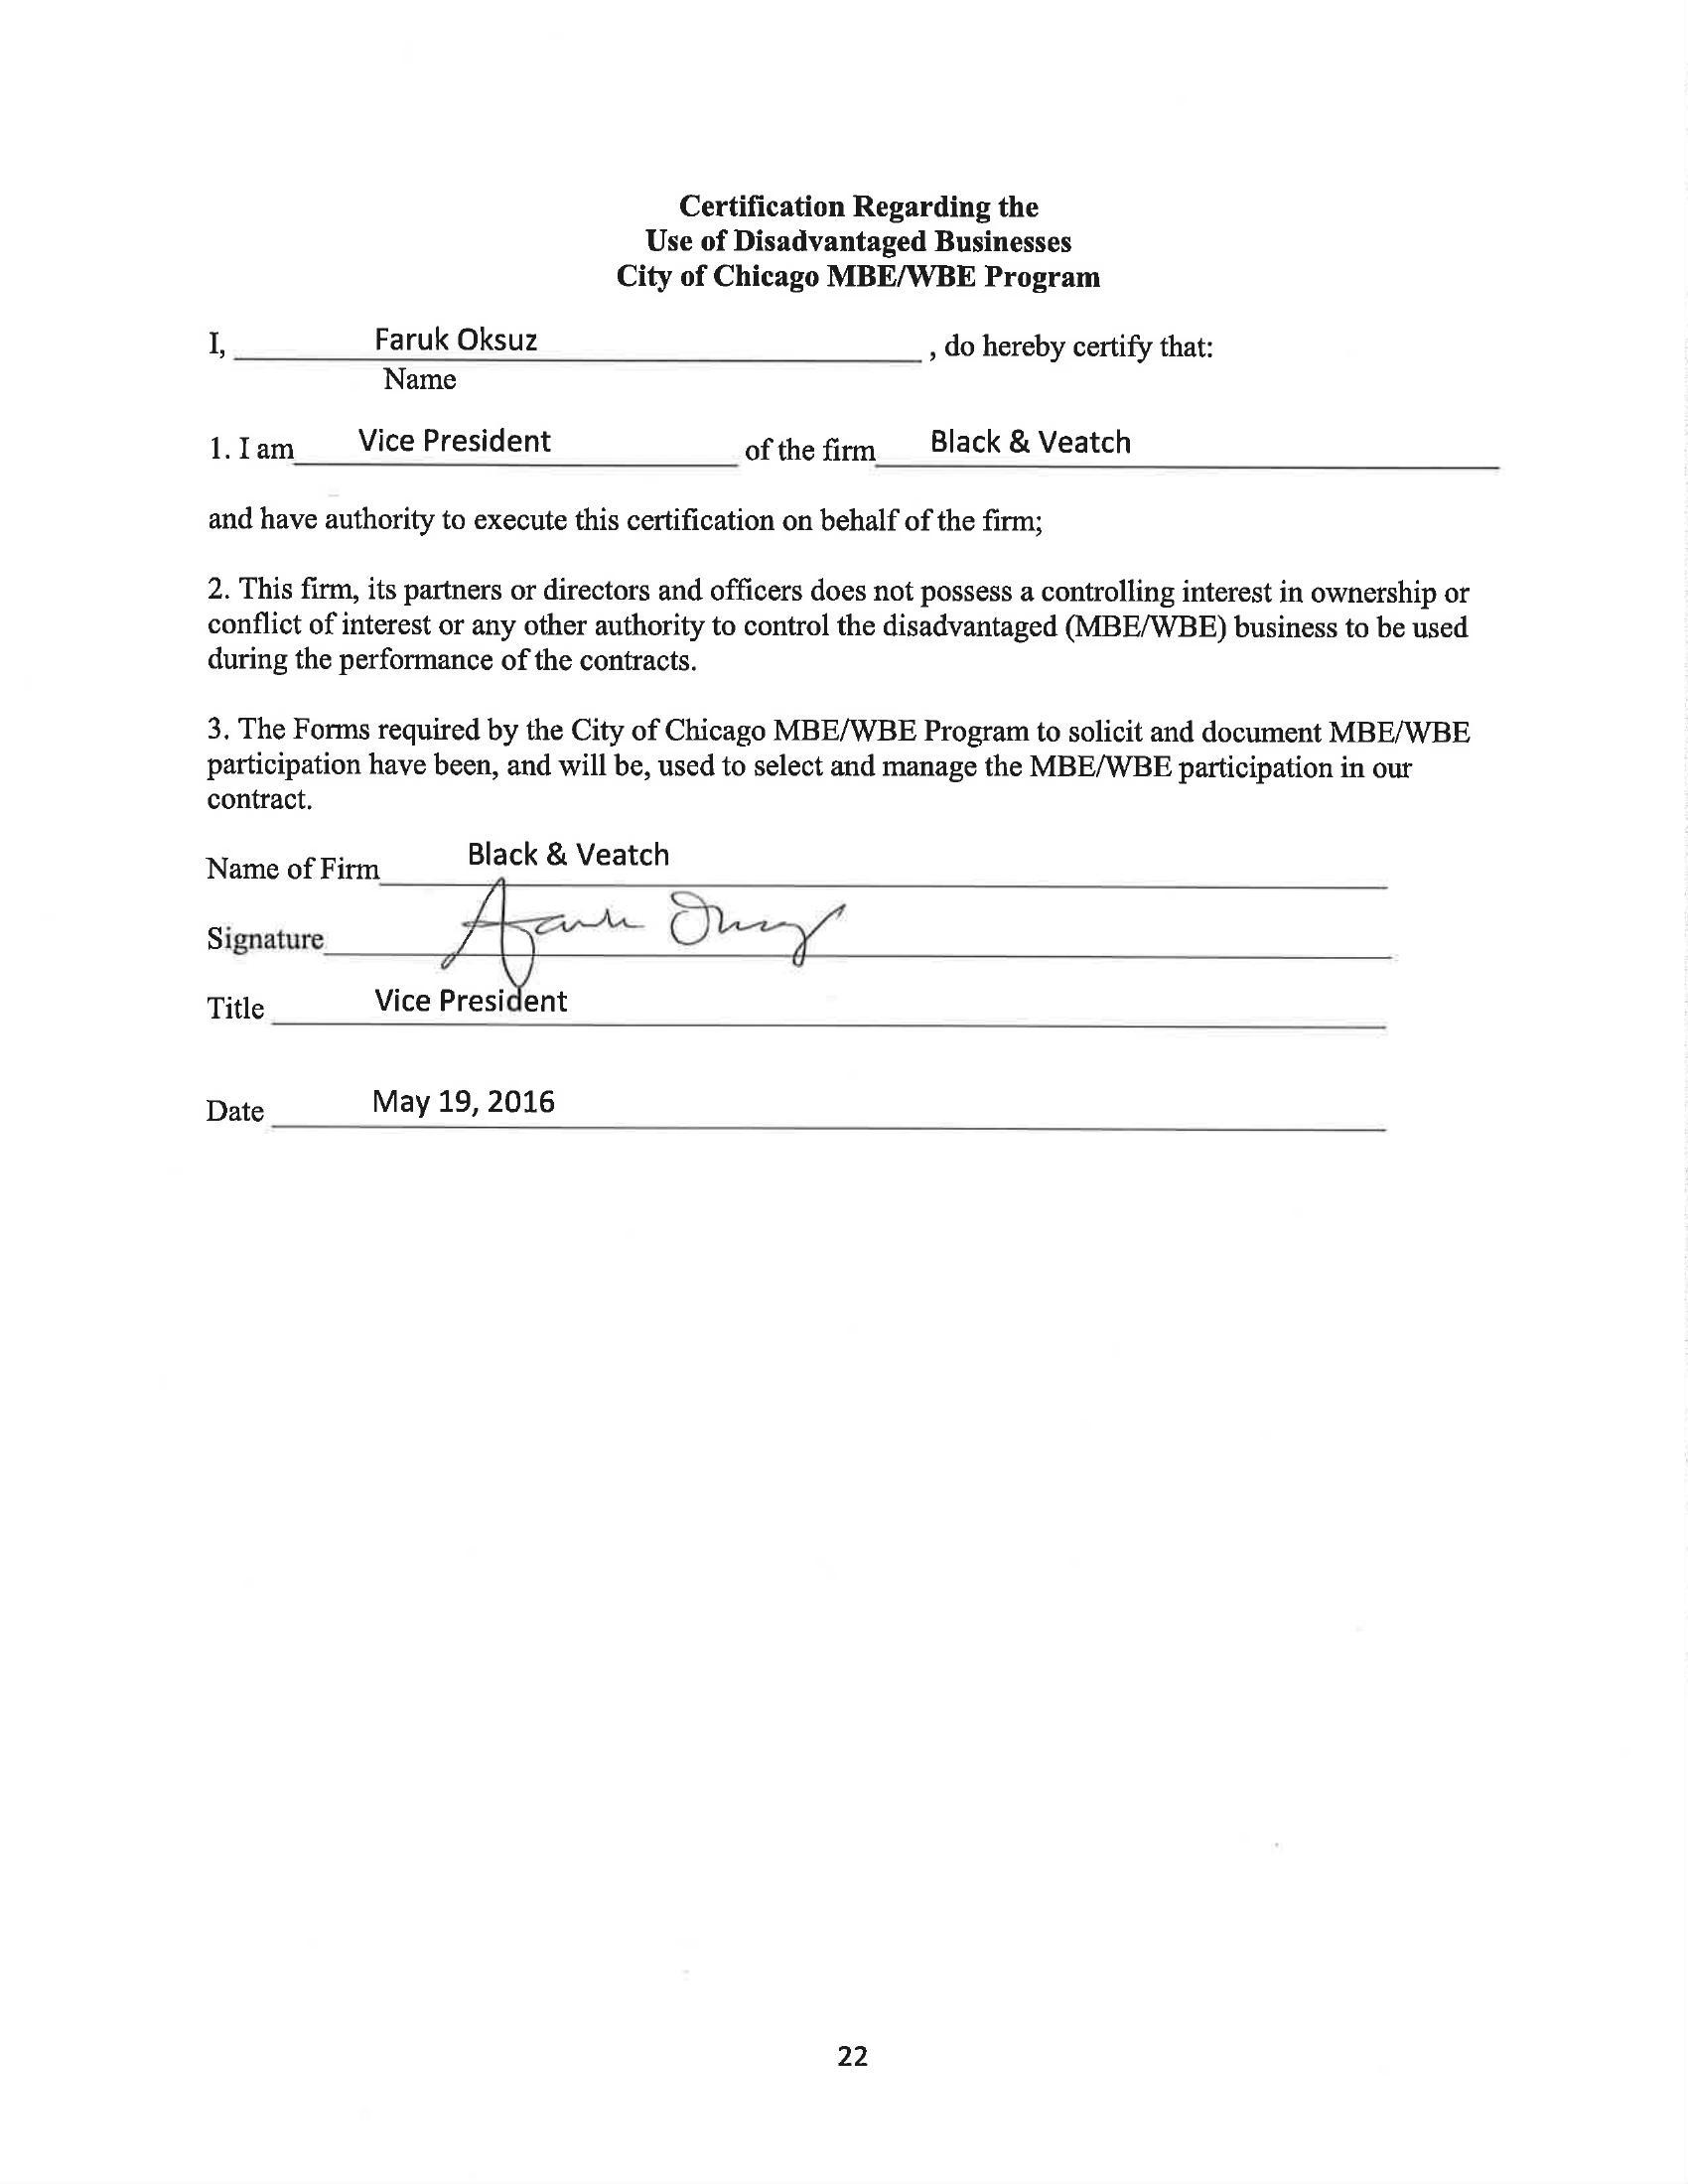 Certification Regarding the
Use of Disadvantaged Businesses
City of Chicago MBE/WBE Program
I, Faruk Oksuz, do hereby certify that:
Name
1. I am Vice President of the firm Black & Veatch
and have authority to execute this certification on behalf of the firm;
2. This firm, its partners or directors and officers does not possess a controlling interest in ownership or
conflict of interest or any other authority to control the disadvantaged (MBE/WBE) business to be used
during the performance of the contracts.
3. The Forms required by the City of Chicago MBE/WBE Program to solicit and document MBE/WBE
participation have been, and will be, used to select and manage the MBE/WBE participation in our
contract.
Name of Firm Black & Veatch
Signature
Title Vice President
Date May 19, 2016
22